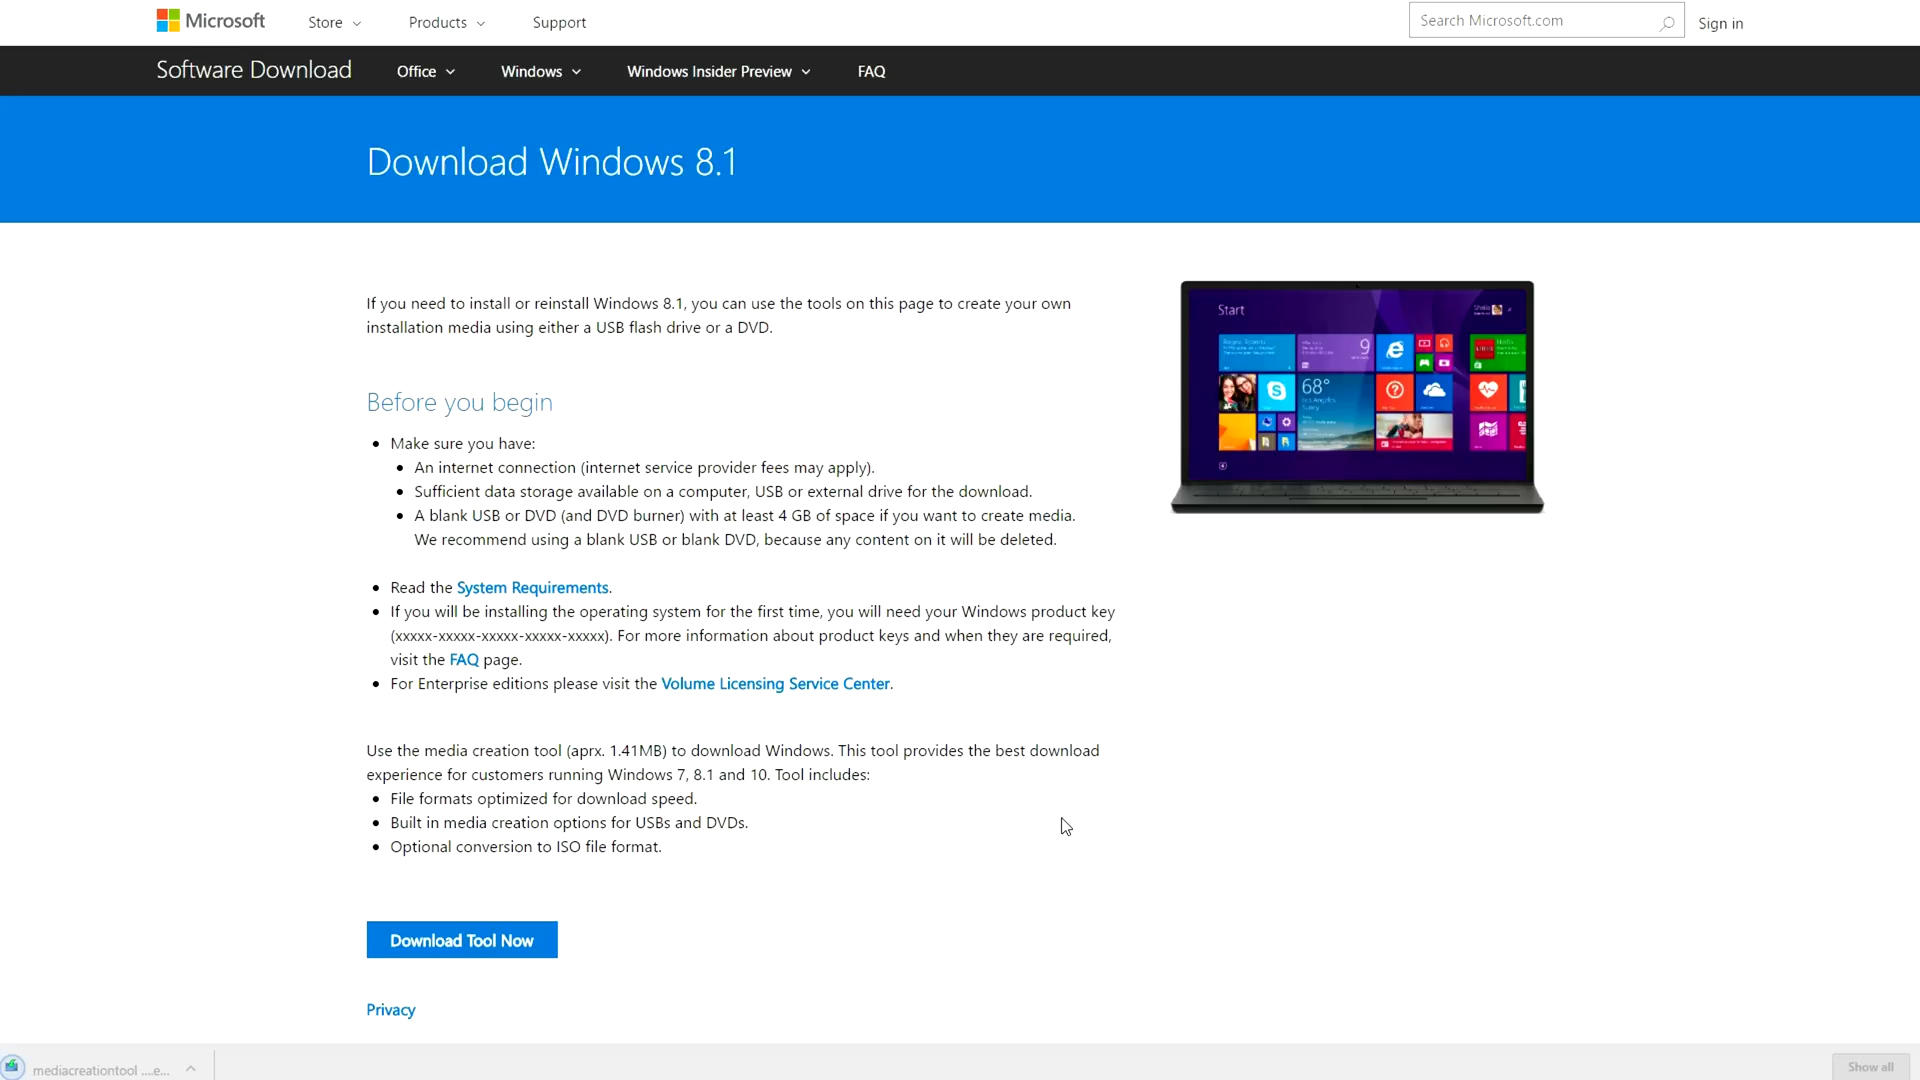 Microsoft Store Products Support Search Microsoft.com Sign in
Software Download Office Windows Windows Insider Preview FAQ
Download Windows 8.1
If you need to install or reinstall Windows 8.1, you can use the tools on this page to create your own
installation media using either a USB flash drive or a DVD.
Start
9
68°
Before you begin
Make sure you have:
An internet connection (internet service provider fees may apply).
Sufficient data storage available on a computer, USB or external drive for the download.
A blank USB or DVD (and DVD burner) with at least 4 GB of space if you want to create media.
We recommend using a blank USB or blank DVD, because any content on it will be deleted.
Read the System Requirements.
If you will be installing the operating system for the first time, you will need your Windows product key
(xxxxx-xxxxx-xxxxx-xxxxx-xxxxx). For more information about product keys and when they are required,
visit the FAQ page.
For Enterprise editions please visit the Volume Licensing Service Center.
Use the media creation tool (aprx. 1.41MB) to download Windows. This tool provides the best download
experience for customers running Windows 7, 8.1 and 10. Tool includes:
File formats optimized for download speed.
Built in media creation options for USBs and DVDs.
Optional conversion to ISO file format.
Download Tool Now
Privacy
mediacreationtool ....e... Show all